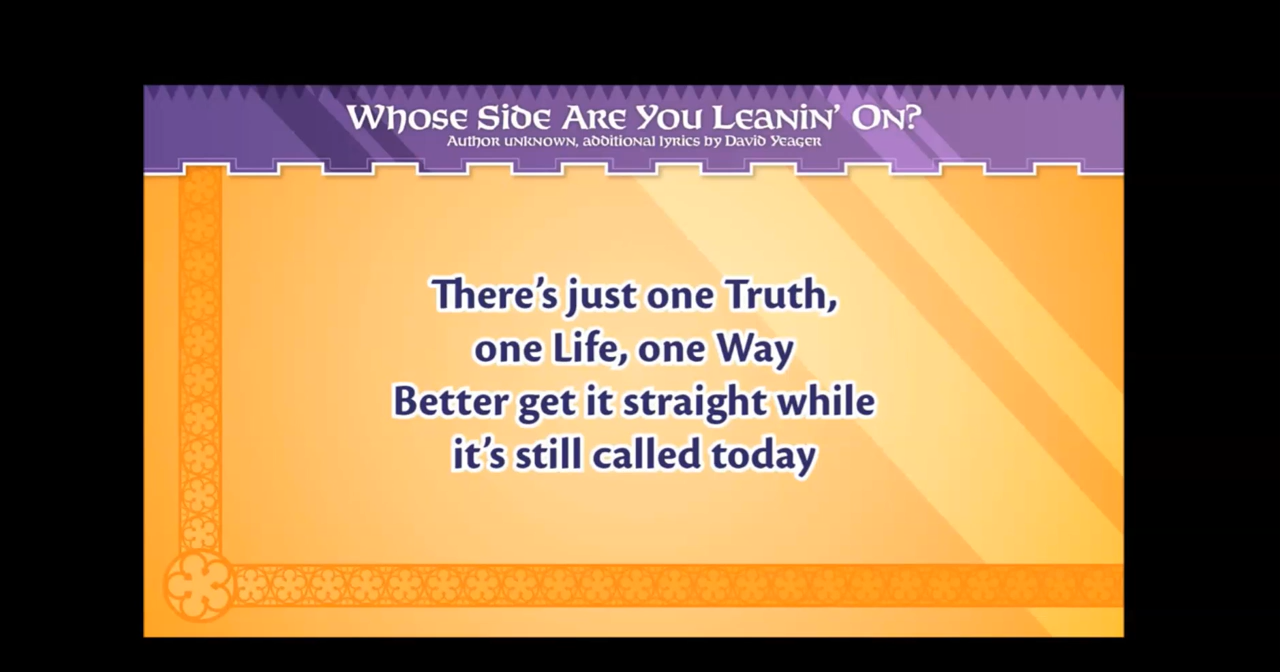 Whose Side Are You Leanin' On?
Author unknown, additional lyrics by David Yeager
There's just one Truth,
one Life, one Way
Better get it straight while
it's still called today